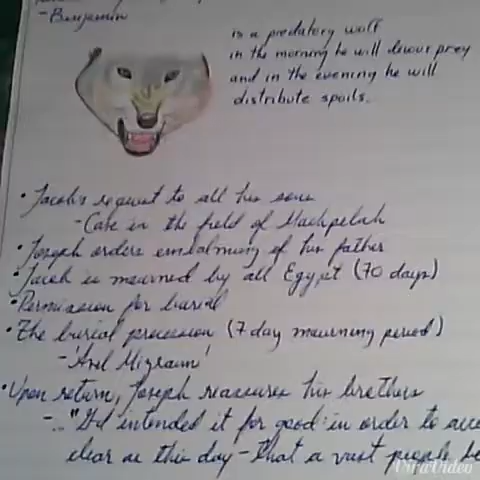 - Benjamin
is a predatory wolf
in the morning he will devour prey
and in the evening he will
distribute spoils.
• Jacob's request to all his sons
- Cave in the field of Machpelah
• Joseph orders embalming of his father
• Jacob is mourned by all Egypt (70 days)
• Permission for burial
• The burial procession (7 day mourning period)
- 'Avel Mizraim'
• Upon return, Joseph reassures his brothers
- ... "G-d intended it for good: in order to acc
clear as this day - that a vast people be
VivaVideo